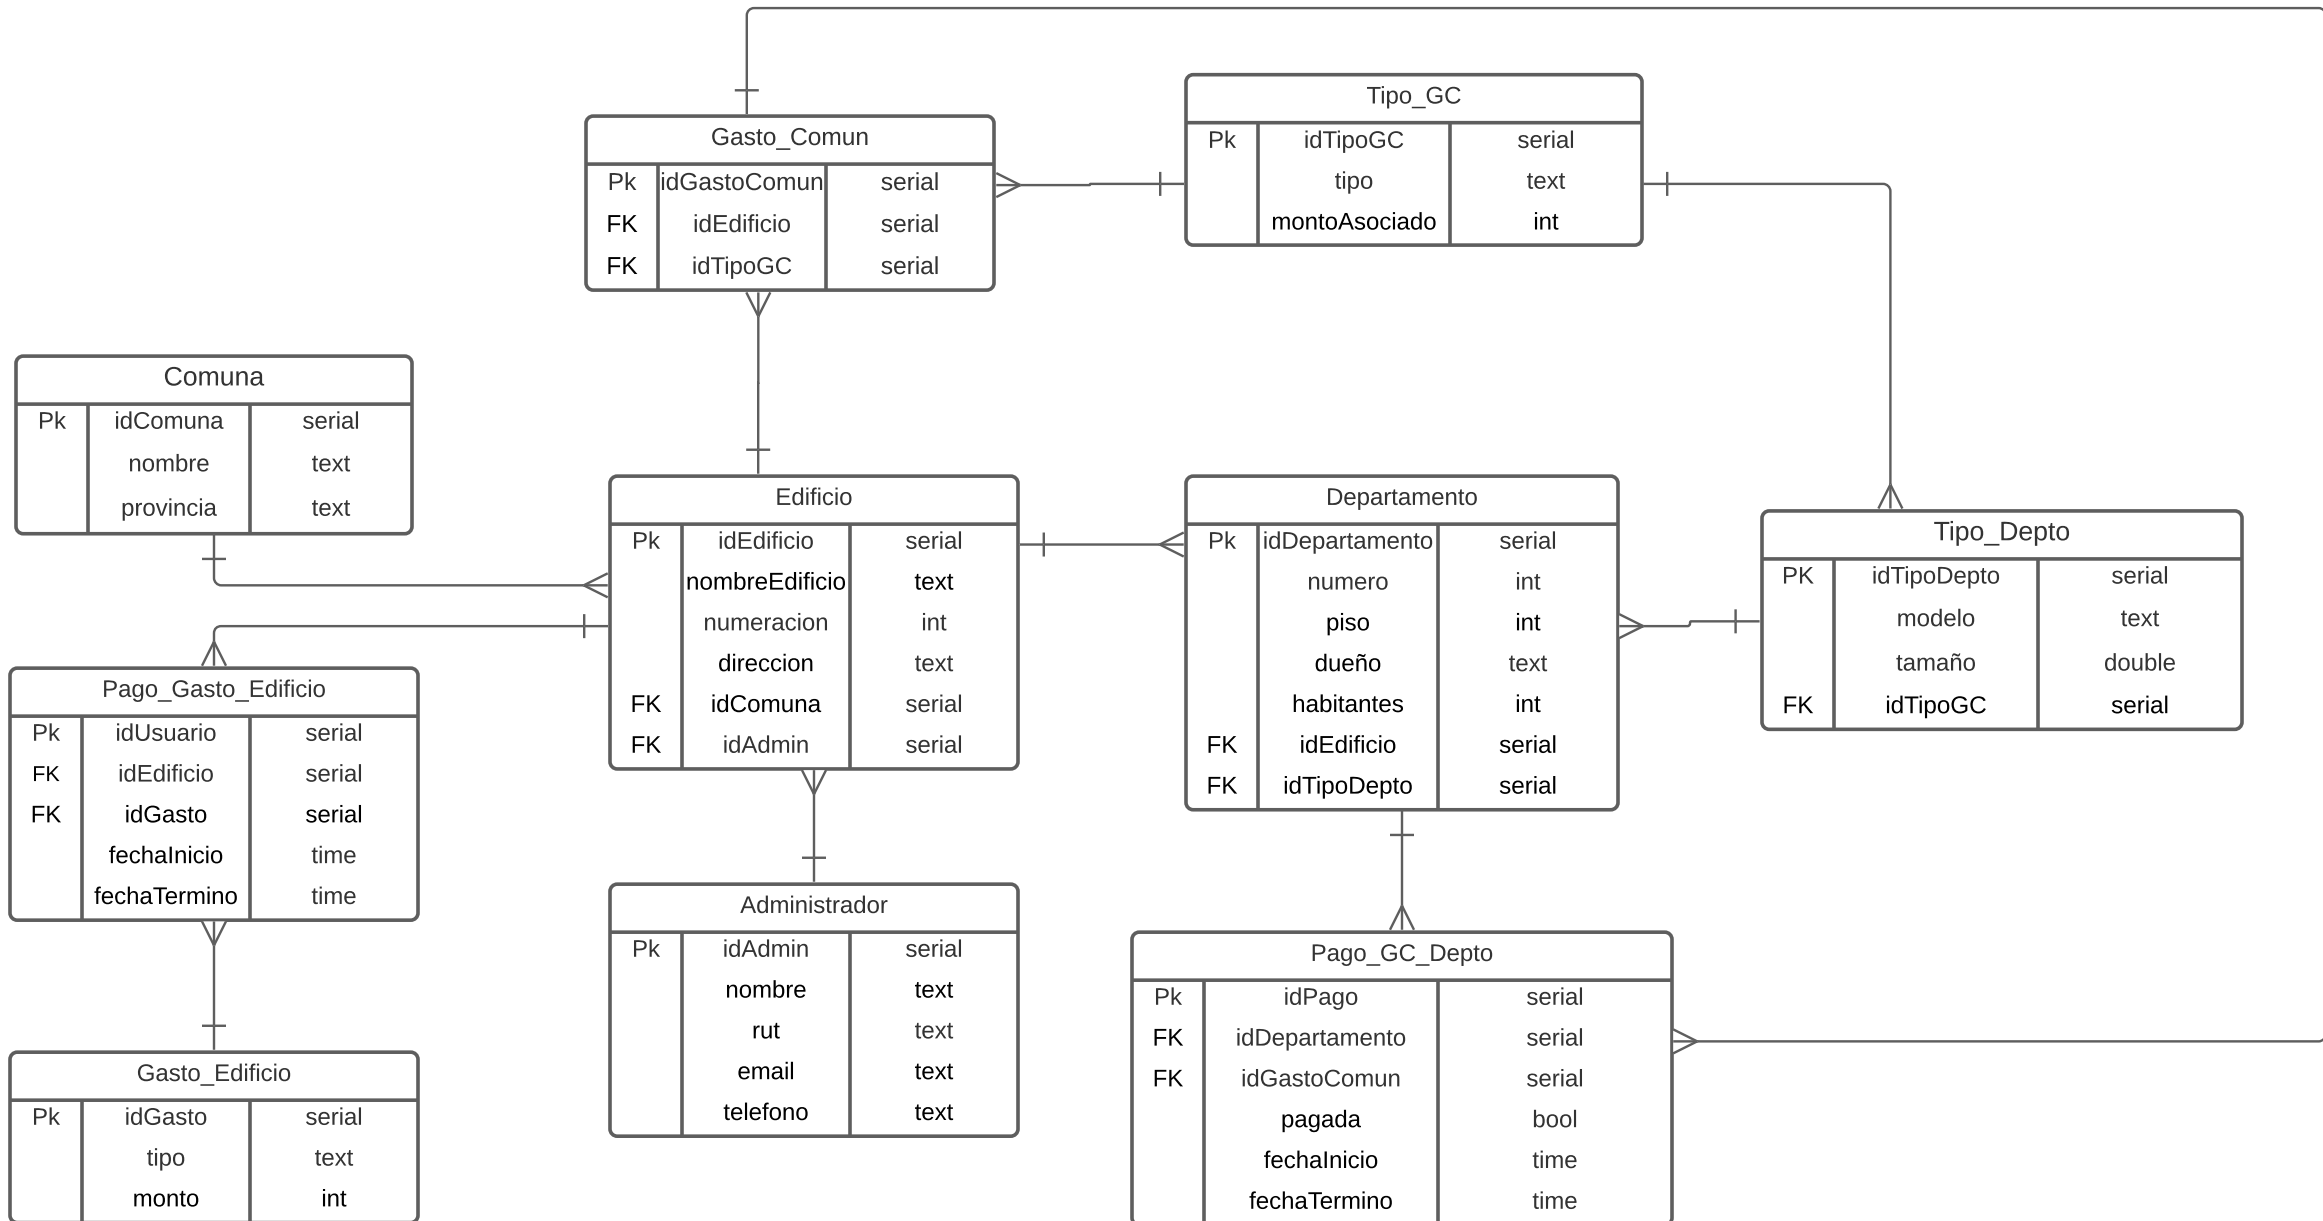 Tipo_GC
Pk idTipoGC serial
tipo text
montoAsociado int
Gasto_Comun
Pk idGastoComun serial
FK idEdificio serial
FK idTipoGC serial
Comuna
Pk idComuna serial
nombre text
provincia text
Edificio
Pk idEdificio serial
nombreEdificio text
numeracion int
direccion text
FK idComuna serial
FK idAdmin serial
Departamento
Pk idDepartamento serial
numero int
piso int
dueño text
habitantes int
FK idEdificio serial
FK idTipoDepto serial
Tipo_Depto
PK idTipoDepto serial
modelo text
tamaño double
FK idTipoGC serial
Pago_Gasto_Edificio
Pk idUsuario serial
FK idEdificio serial
FK idGasto serial
fechaInicio time
fechaTermino time
Administrador
Pk idAdmin serial
nombre text
rut text
email text
telefono text
Pago_GC_Depto
Pk idPago serial
FK idDepartamento serial
FK idGastoComun serial
pagada bool
fechaInicio time
fechaTermino time
Gasto_Edificio
Pk idGasto serial
tipo text
monto int